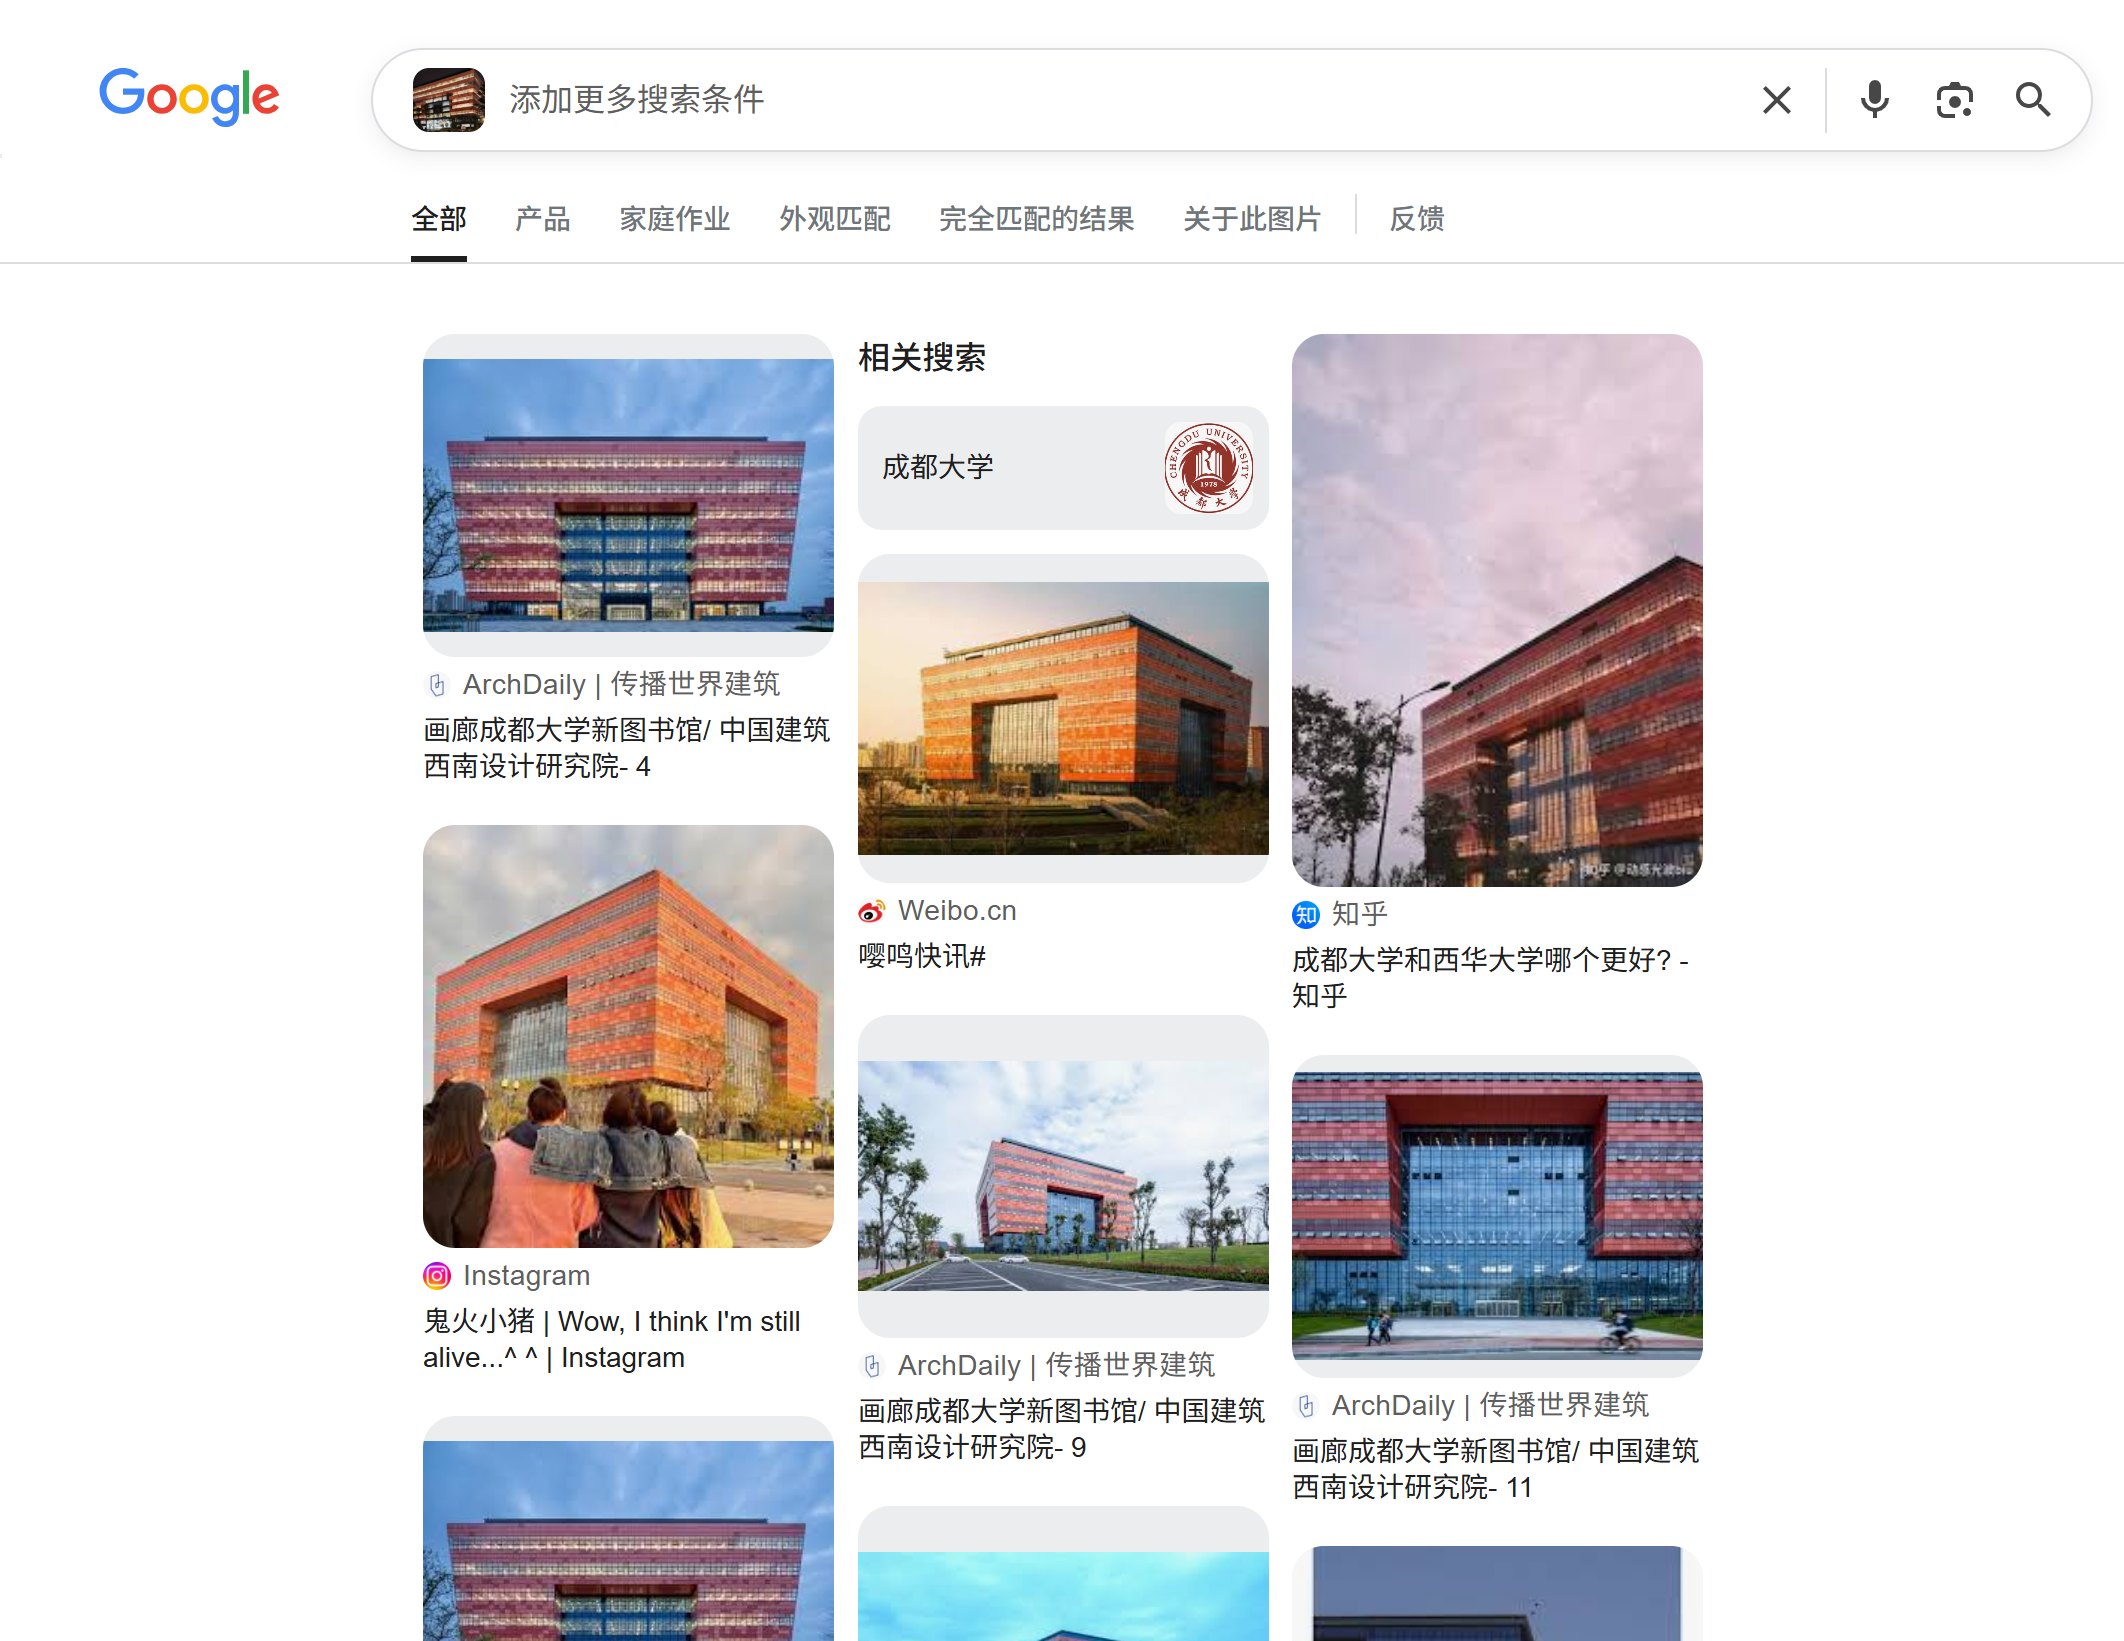 Google
添加更多搜索条件
全部 产品 家庭作业 外观匹配 完全匹配的结果 关于此图片 反馈
ArchDaily | 传播世界建筑
画廊成都大学新图书馆/ 中国建筑
西南设计研究院- 4
Instagram
鬼火小猪 | Wow, I think I'm still
alive...^ ^ | Instagram
相关搜索
成都大学
CHENGDU UNIVERSITY
1978
成都大学
Weibo.cn
嘤鸣快讯#
ArchDaily | 传播世界建筑
画廊成都大学新图书馆/ 中国建筑
西南设计研究院- 9
知乎
知 知乎
成都大学和西华大学哪个更好? -
知乎
ArchDaily | 传播世界建筑
画廊成都大学新图书馆/ 中国建筑
西南设计研究院- 11